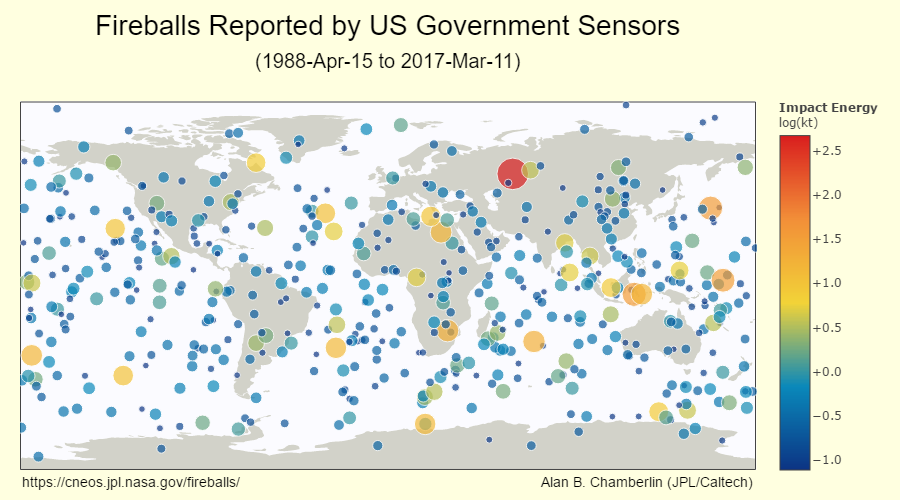 Fireballs Reported by US Government Sensors
(1988-Apr-15 to 2017-Mar-11)
Impact Energy
log(kt)
+2.5
+2.0
+1.5
+1.0
+0.5
+0.0
−0.5
−1.0
https://cneos.jpl.nasa.gov/fireballs/
Alan B. Chamberlin (JPL/Caltech)